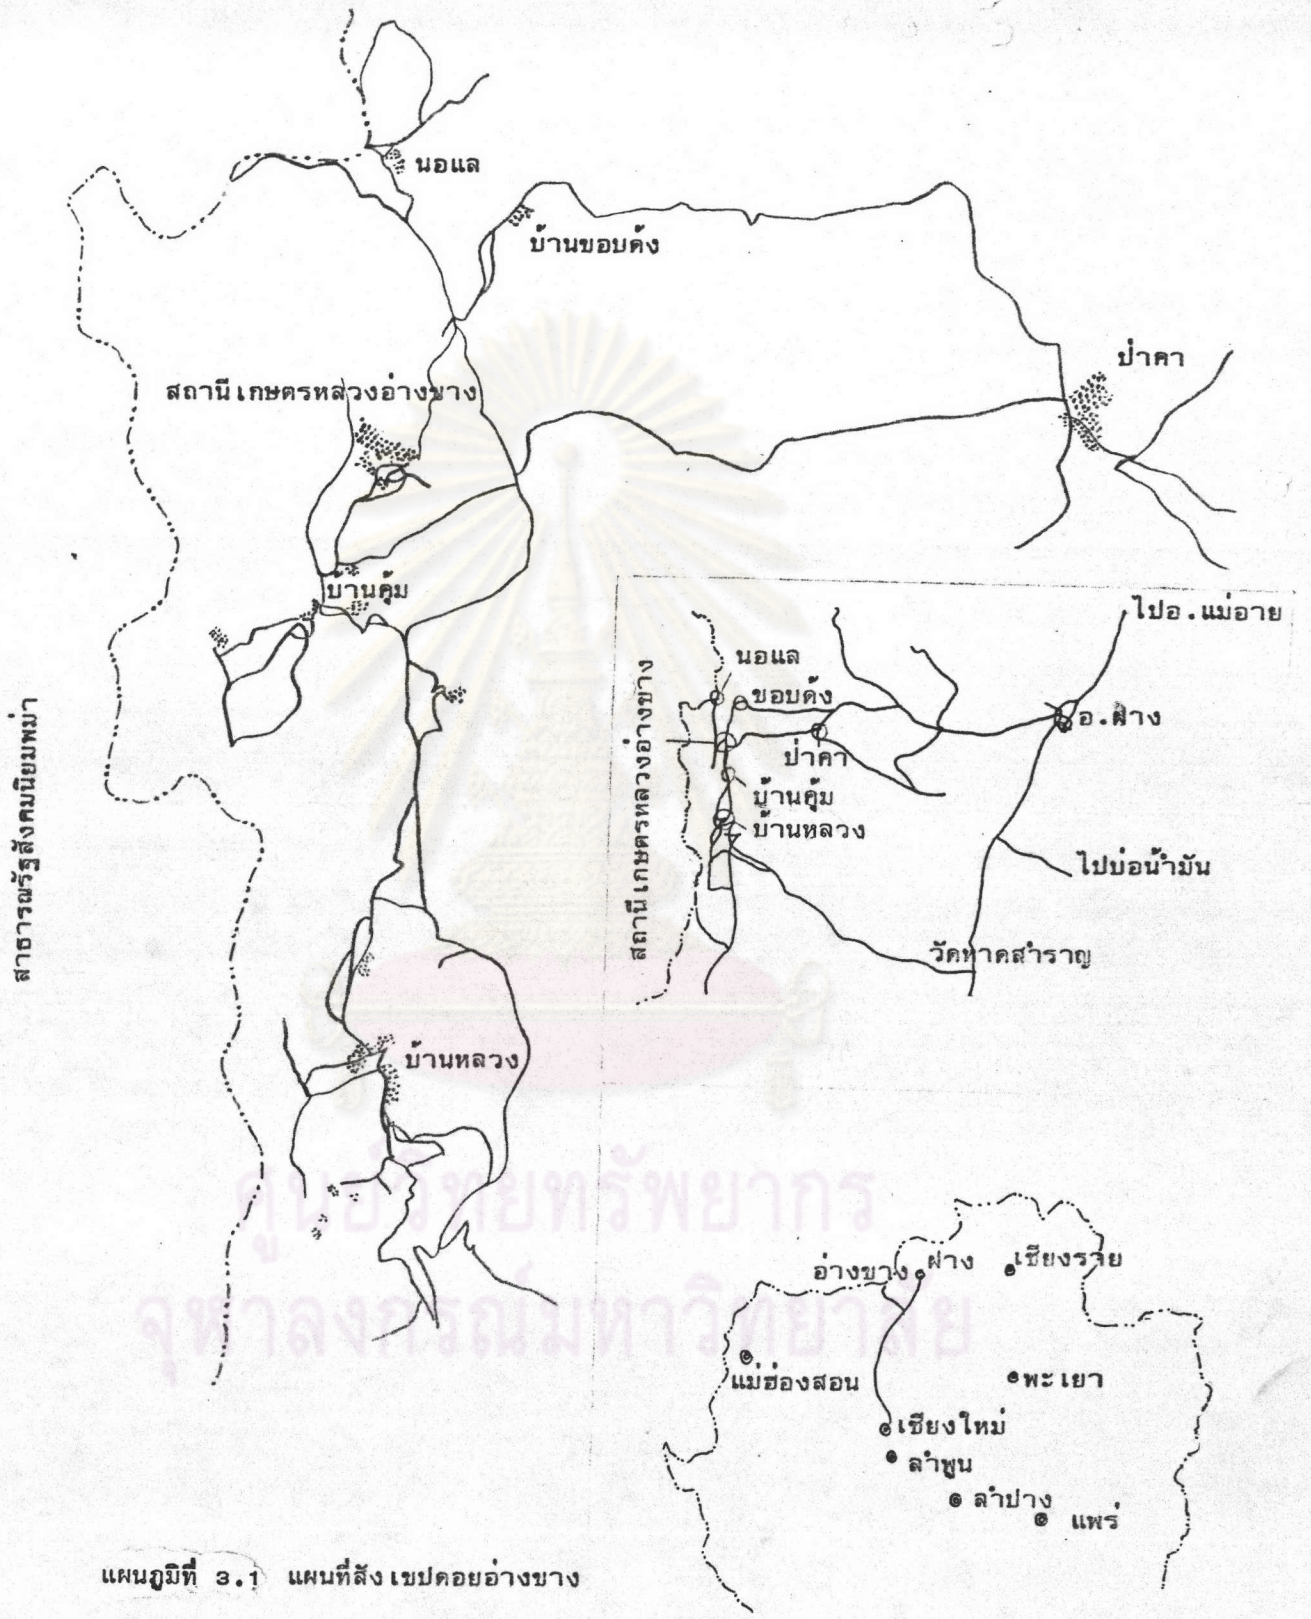 นอแล
บ้านขอบด้ง
ป่าคา
สถานีเกษตรหลวงอ่างขาง
บ้านคุ้ม
สาธารณรัฐสังคมนิยมพม่า
บ้านหลวง
ไปอ.แม่อาย
นอแล
ขอบด้ง
อ.ฝาง
ป่าคา
สถานีเกษตรหลวงอ่างขาง
บ้านคุ้ม
บ้านหลวง
ไปบ่อน้ำมัน
วัดหาดสำราญ
ศูนย์วิทยทรัพยากร
จุฬาลงกรณ์มหาวิทยาลัย
อ่างขาง
ฝาง
เชียงราย
แม่ฮ่องสอน
พะเยา
เชียงใหม่
ลำพูน
ลำปาง
แพร่
แผนภูมิที่ 3.1 แผนที่สังเขปดอยอ่างขาง